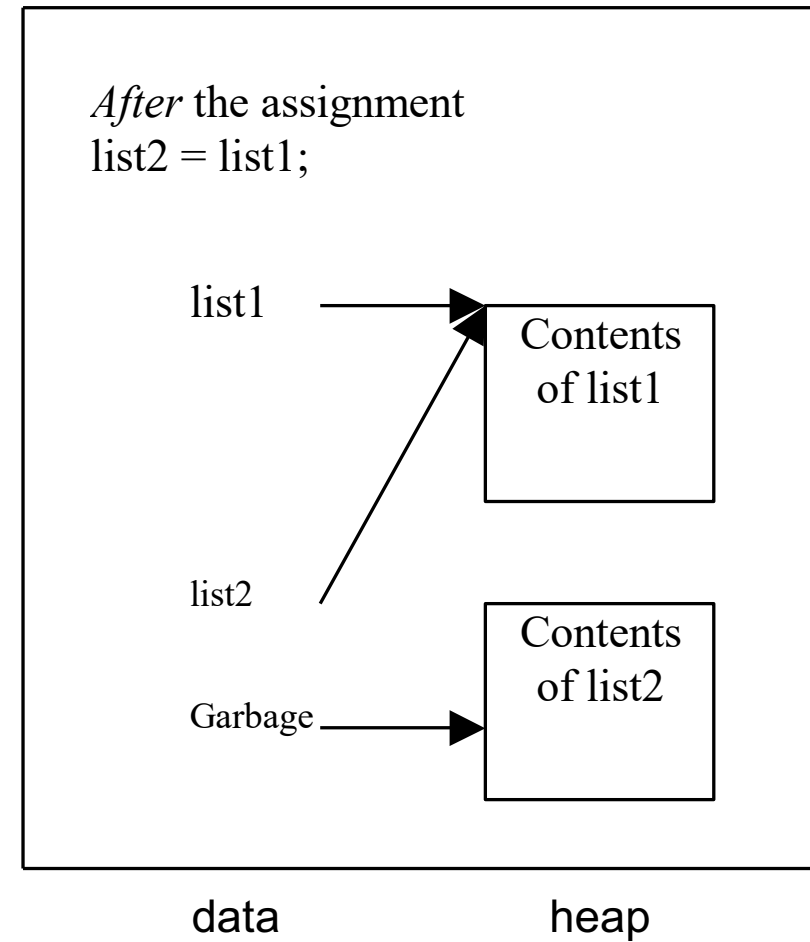 After the assignment
list2 = list1;
list1
Contents
of list1
list2
Contents
of list2
Garbage
data heap